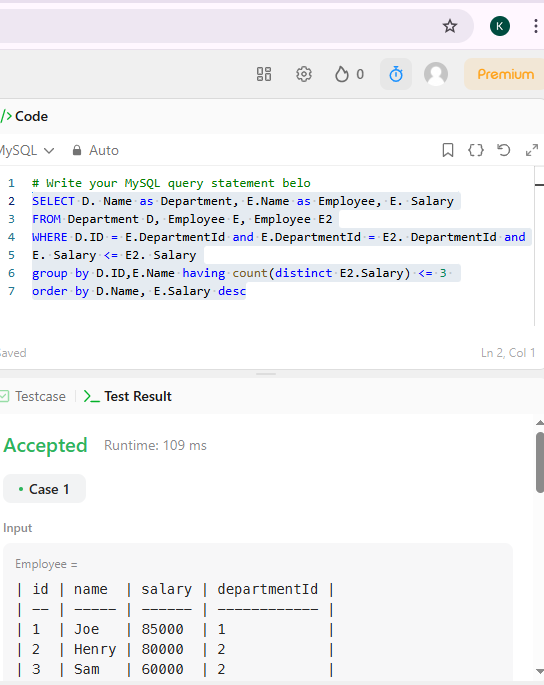 K
0
Premium
</> Code
MySQL
Auto
1 # Write your MySQL query statement belo
2 SELECT D. Name as Department, E.Name as Employee, E. Salary
3 FROM Department D, Employee E, Employee E2
4 WHERE D.ID = E.DepartmentId and E.DepartmentId = E2. DepartmentId and
5 E. Salary <= E2. Salary
6 group by D.ID,E.Name having count(distinct E2.Salary) <= 3
7 order by D.Name, E.Salary desc
Saved
Ln 2, Col 1
Testcase
>_ Test Result
Accepted Runtime: 109 ms
• Case 1
Input
Employee =
| id | name | salary | departmentId |
| -- | ----- | ------ | ------------ |
| 1 | Joe | 85000 | 1 |
| 2 | Henry | 80000 | 2 |
| 3 | Sam | 60000 | 2 |